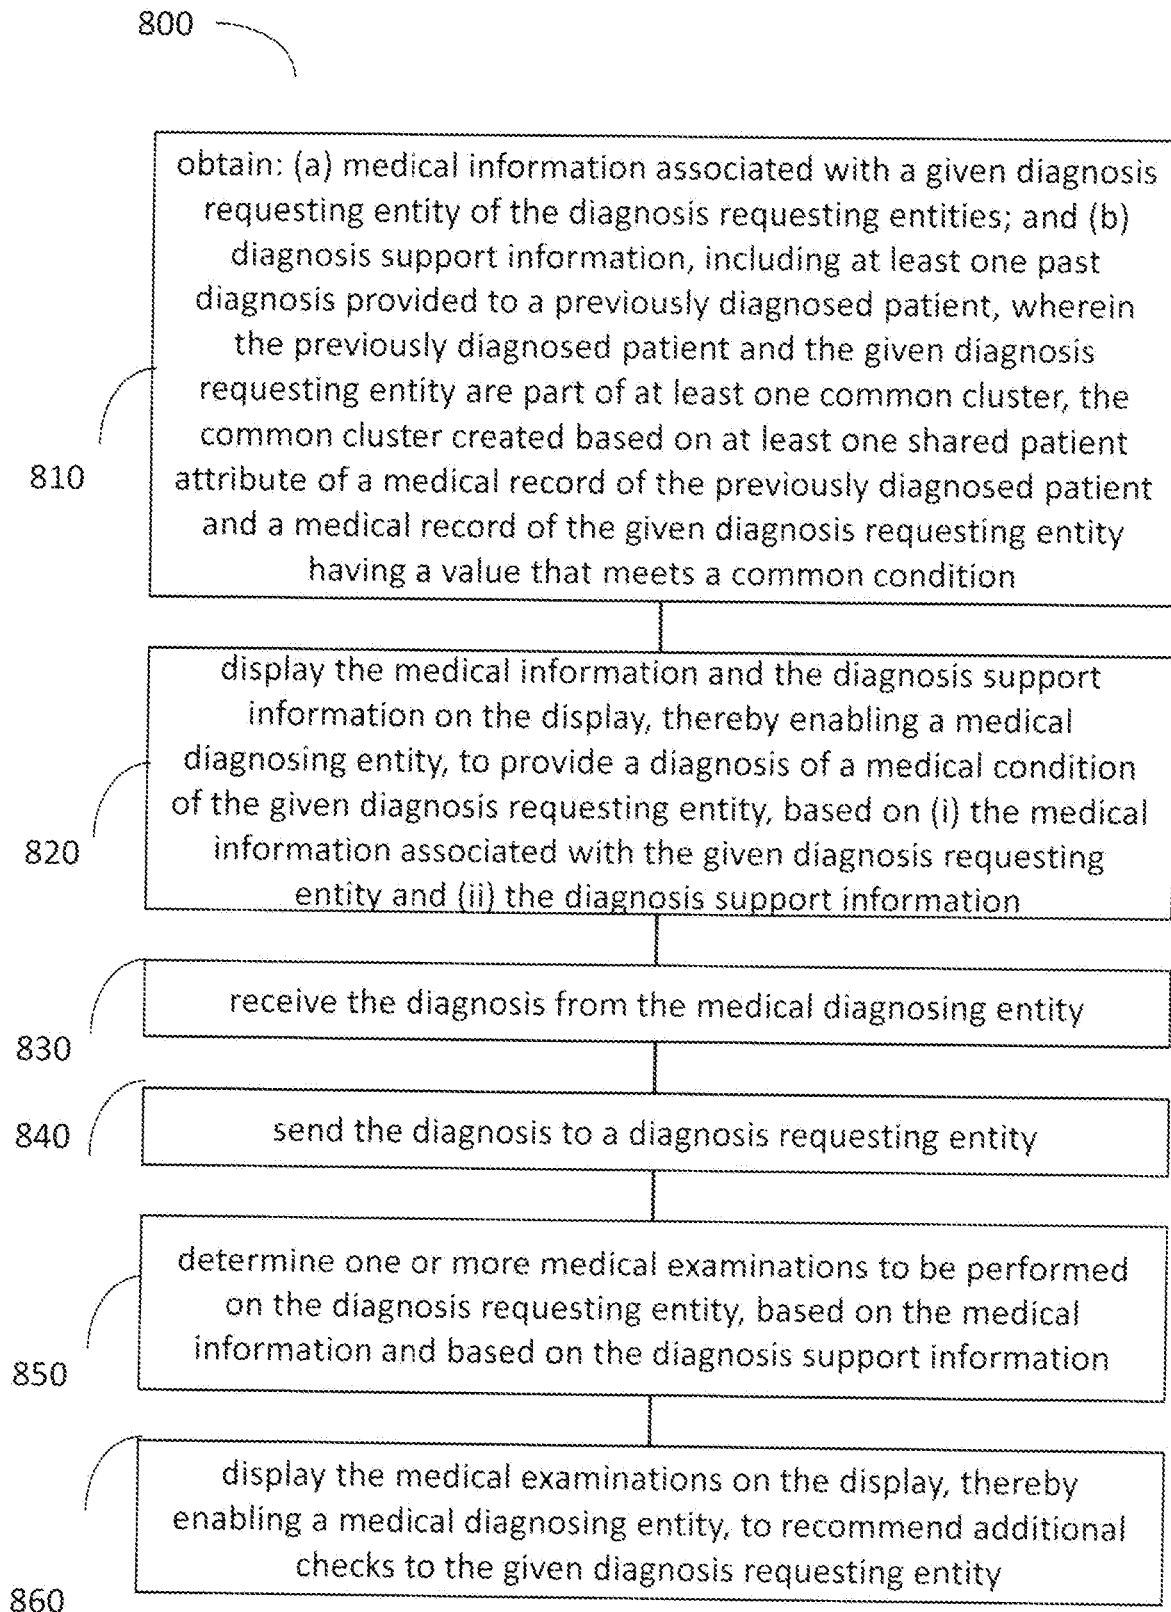 800
obtain: (a) medical information associated with a given diagnosis
requesting entity of the diagnosis requesting entities; and (b)
diagnosis support information, including at least one past
diagnosis provided to a previously diagnosed patient, wherein
the previously diagnosed patient and the given diagnosis
requesting entity are part of at least one common cluster, the
common cluster created based on at least one shared patient
attribute of a medical record of the previously diagnosed patient
and a medical record of the given diagnosis requesting entity
having a value that meets a common condition
810
display the medical information and the diagnosis support
information on the display, thereby enabling a medical
diagnosing entity, to provide a diagnosis of a medical condition
of the given diagnosis requesting entity, based on (i) the medical
information associated with the given diagnosis requesting
entity and (ii) the diagnosis support information
820
receive the diagnosis from the medical diagnosing entity
830
send the diagnosis to a diagnosis requesting entity
840
determine one or more medical examinations to be performed
on the diagnosis requesting entity, based on the medical
information and based on the diagnosis support information
850
display the medical examinations on the display, thereby
enabling a medical diagnosing entity, to recommend additional
checks to the given diagnosis requesting entity
860